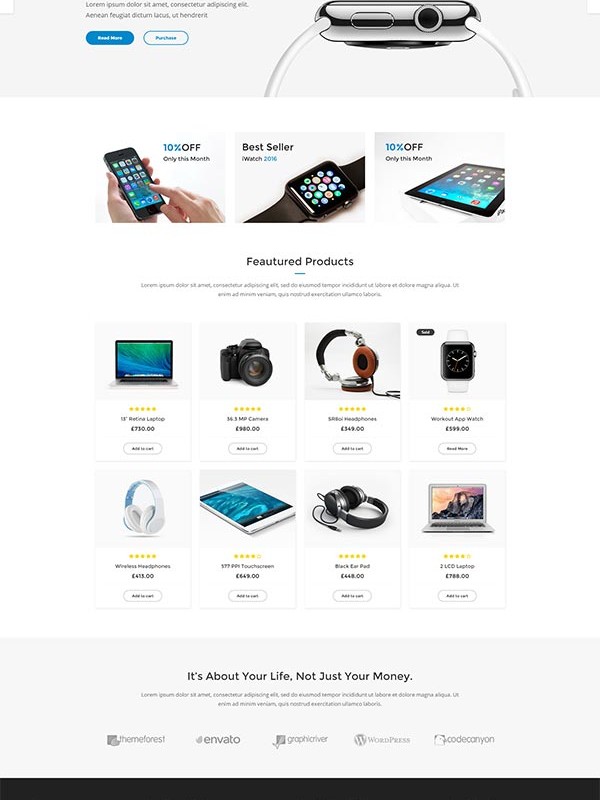 Lorem ipsum dolor sit amet, consectetur adipiscing elit.
Aenean feugiat dictum lacus, ut hendrerit
Read More
Purchase
10%OFF
Only this Month
Best Seller
iWatch 2016
10%OFF
Only this Month
Feautured Products
Lorem ipsum dolor sit amet, consectetur adipiscing elit, sed do eiusmod tempor incididunt ut labore et dolore magna aliqua. Ut
enim ad minim veniam, quis nostrud exercitation ullamco laboris.
Sold
13" Retina Laptop
£730.00
Add to cart
36.3 MP Camera
£980.00
Add to cart
SR80i Headphones
£349.00
Add to cart
Workout App Watch
£599.00
Read More
Wireless Headphones
£413.00
Add to cart
577 PPI Touchscreen
£649.00
Add to cart
Black Ear Pad
£448.00
Add to cart
2 LCD Laptop
£788.00
Add to cart
It's About Your Life, Not Just Your Money.
Lorem ipsum dolor sit amet, consectetur adipiscing elit, sed do eiusmod tempor incididunt ut labore et dolore magna aliqua. Ut
enim ad minim veniam, quis nostrud exercitation ullamco laboris.
themeforest
envato
graphicriver
WordPress
codecanyon